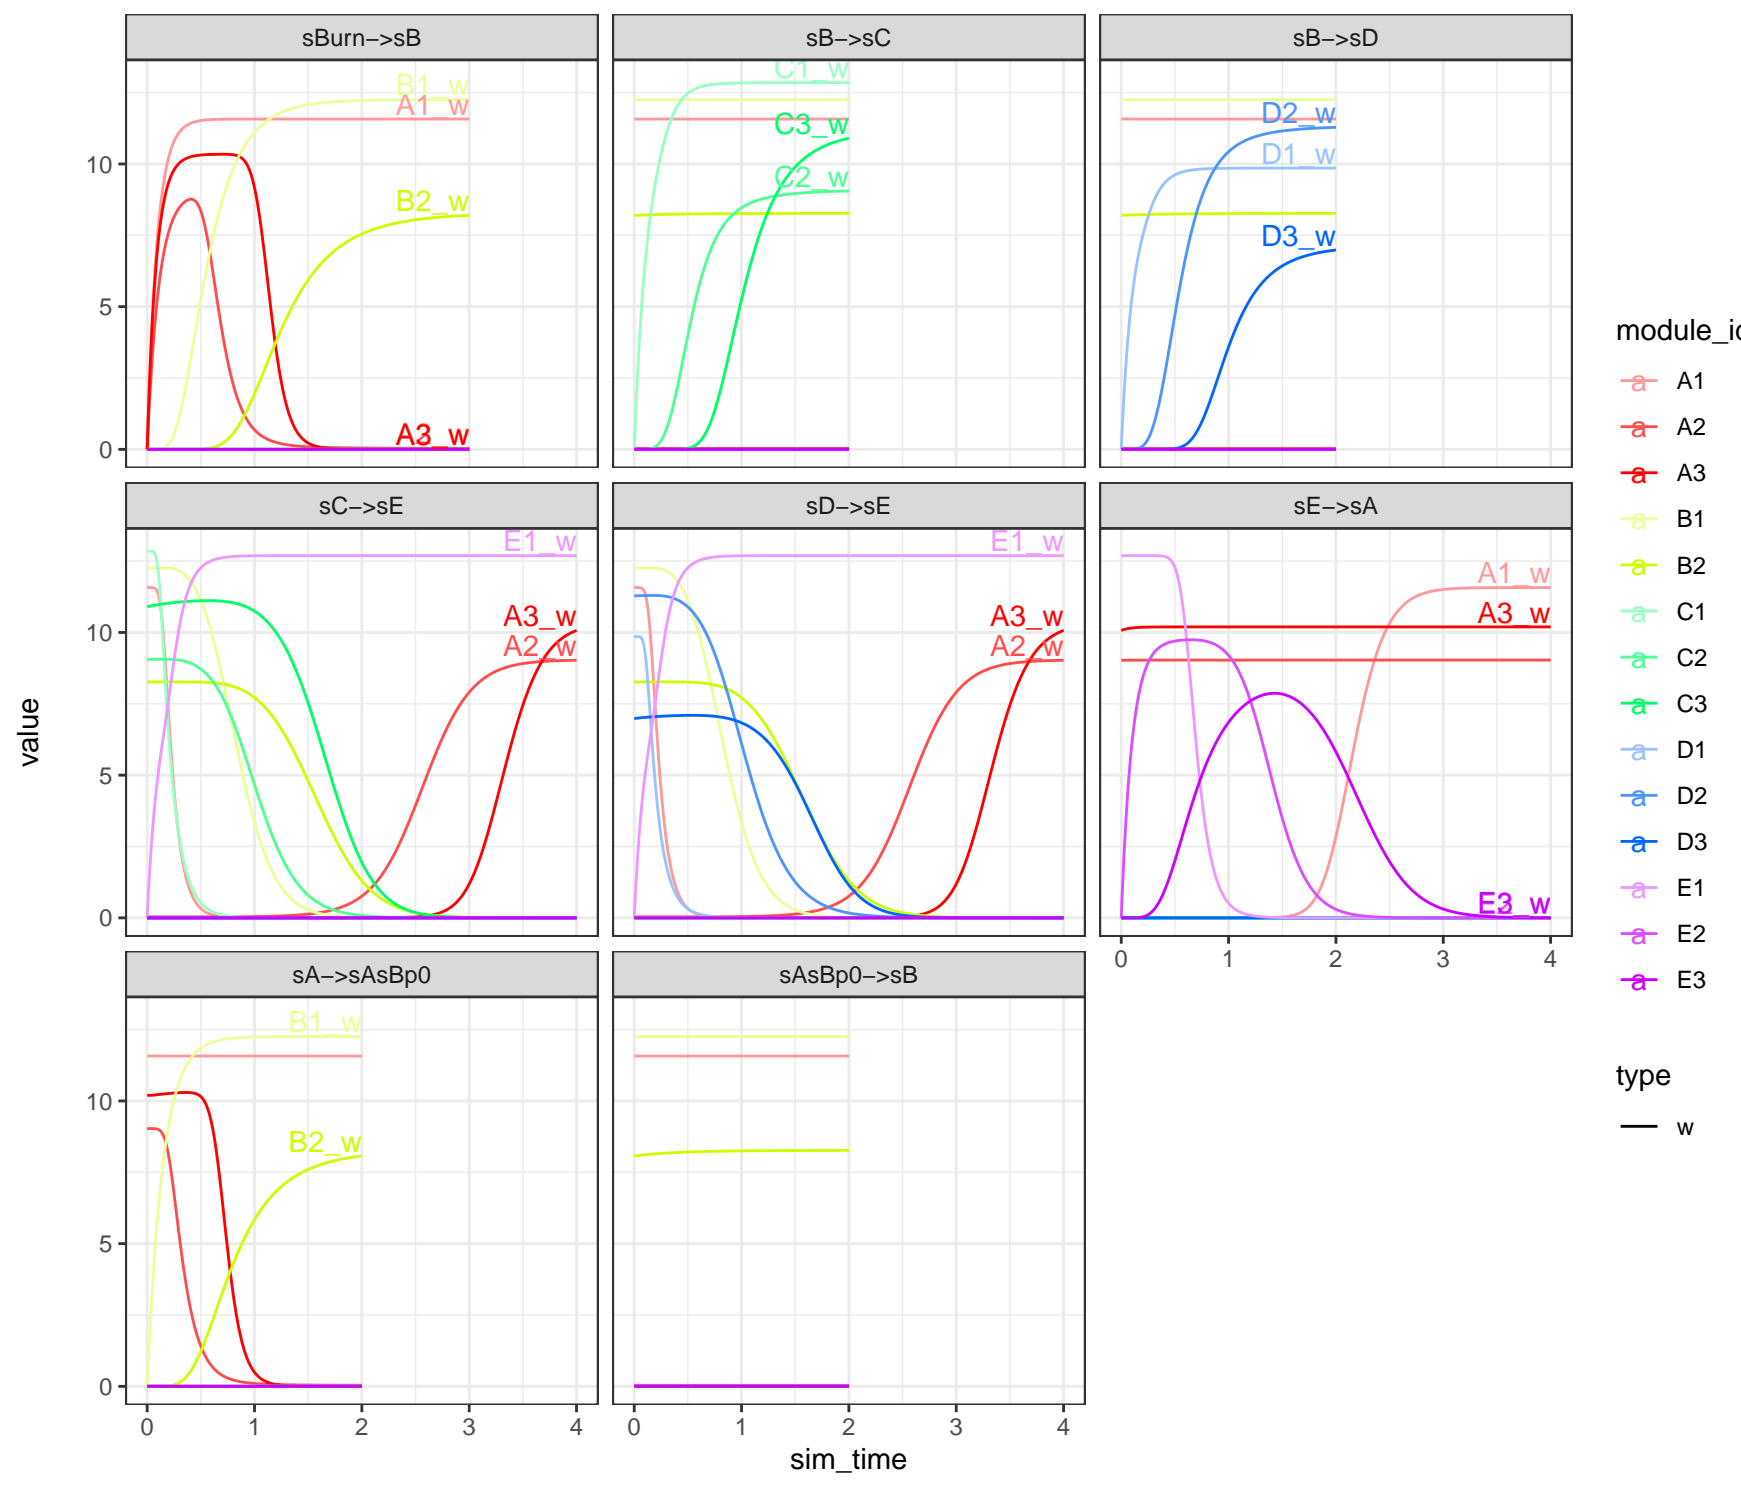 sBurn->sB
sB->sC
sB->sD
B1_w
A1_w
B2_w
A3_w
C1_w
C3_w
C2_w
D2_w
D1_w
D3_w
10
5
0
sC->sE
sD->sE
sE->sA
E1_w
A3_w
A2_w
E1_w
A3_w
A2_w
A1_w
A3_w
E3_w
10
5
0
0 1 2 3 4
sA->sAsBp0
sAsBp0->sB
B1_w
B2_w
10
5
0
0 1 2 3 4
0 1 2 3 4
sim_time
value
module_ic
a A1
a A2
a A3
a B1
a B2
a C1
a C2
a C3
a D1
a D2
a D3
a E1
a E2
a E3
type
w